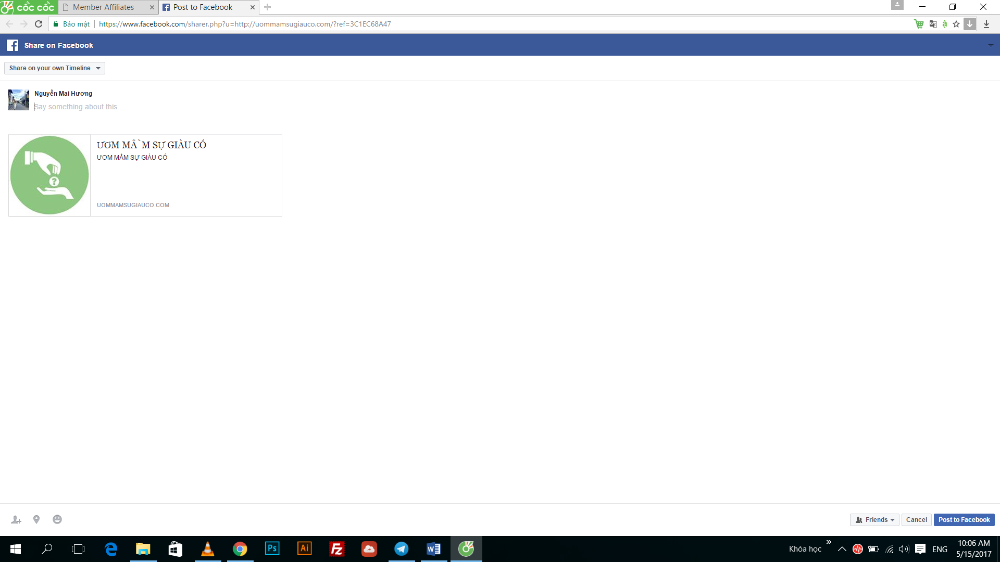 cốc cốc
Member Affiliates
Post to Facebook
Bảo mật
https://www.facebook.com/sharer.php?u=http://uommamsugiauco.com/?ref=3C1EC68A47
Share on Facebook
Share on your own Timeline
Nguyễn Mai Hương
Say something about this...
ƯƠM MÂ`M SỰ GIÀU CÓ
ƯƠM MẦM SỰ GIÀU CÓ
?
UOMMAMSUGIAUCO.COM
Friends
Cancel
Post to Facebook
Ps
Ai
Fz
Khóa học
ENG
10:06 AM
5/15/2017